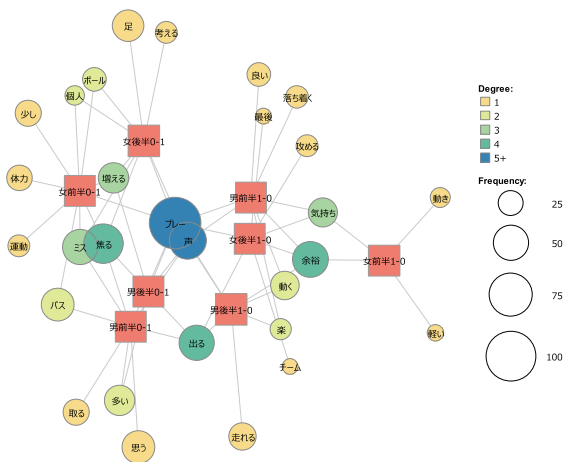 足
考える
ボール
個人
少し
女後半0-1
体力
女前半0-1
増える
運動
ミス
焦る
プレー
声
良い
落ち着く
最後
攻める
男前半1-0
気持ち
女後半1-0
余裕
女前半1-0
動き
軽い
パス
男後半0-1
男前半0-1
男後半1-0
動く
楽
出る
チーム
取る
多い
思う
走れる
Degree:
1
2
3
4
5+
Frequency:
25
50
75
100